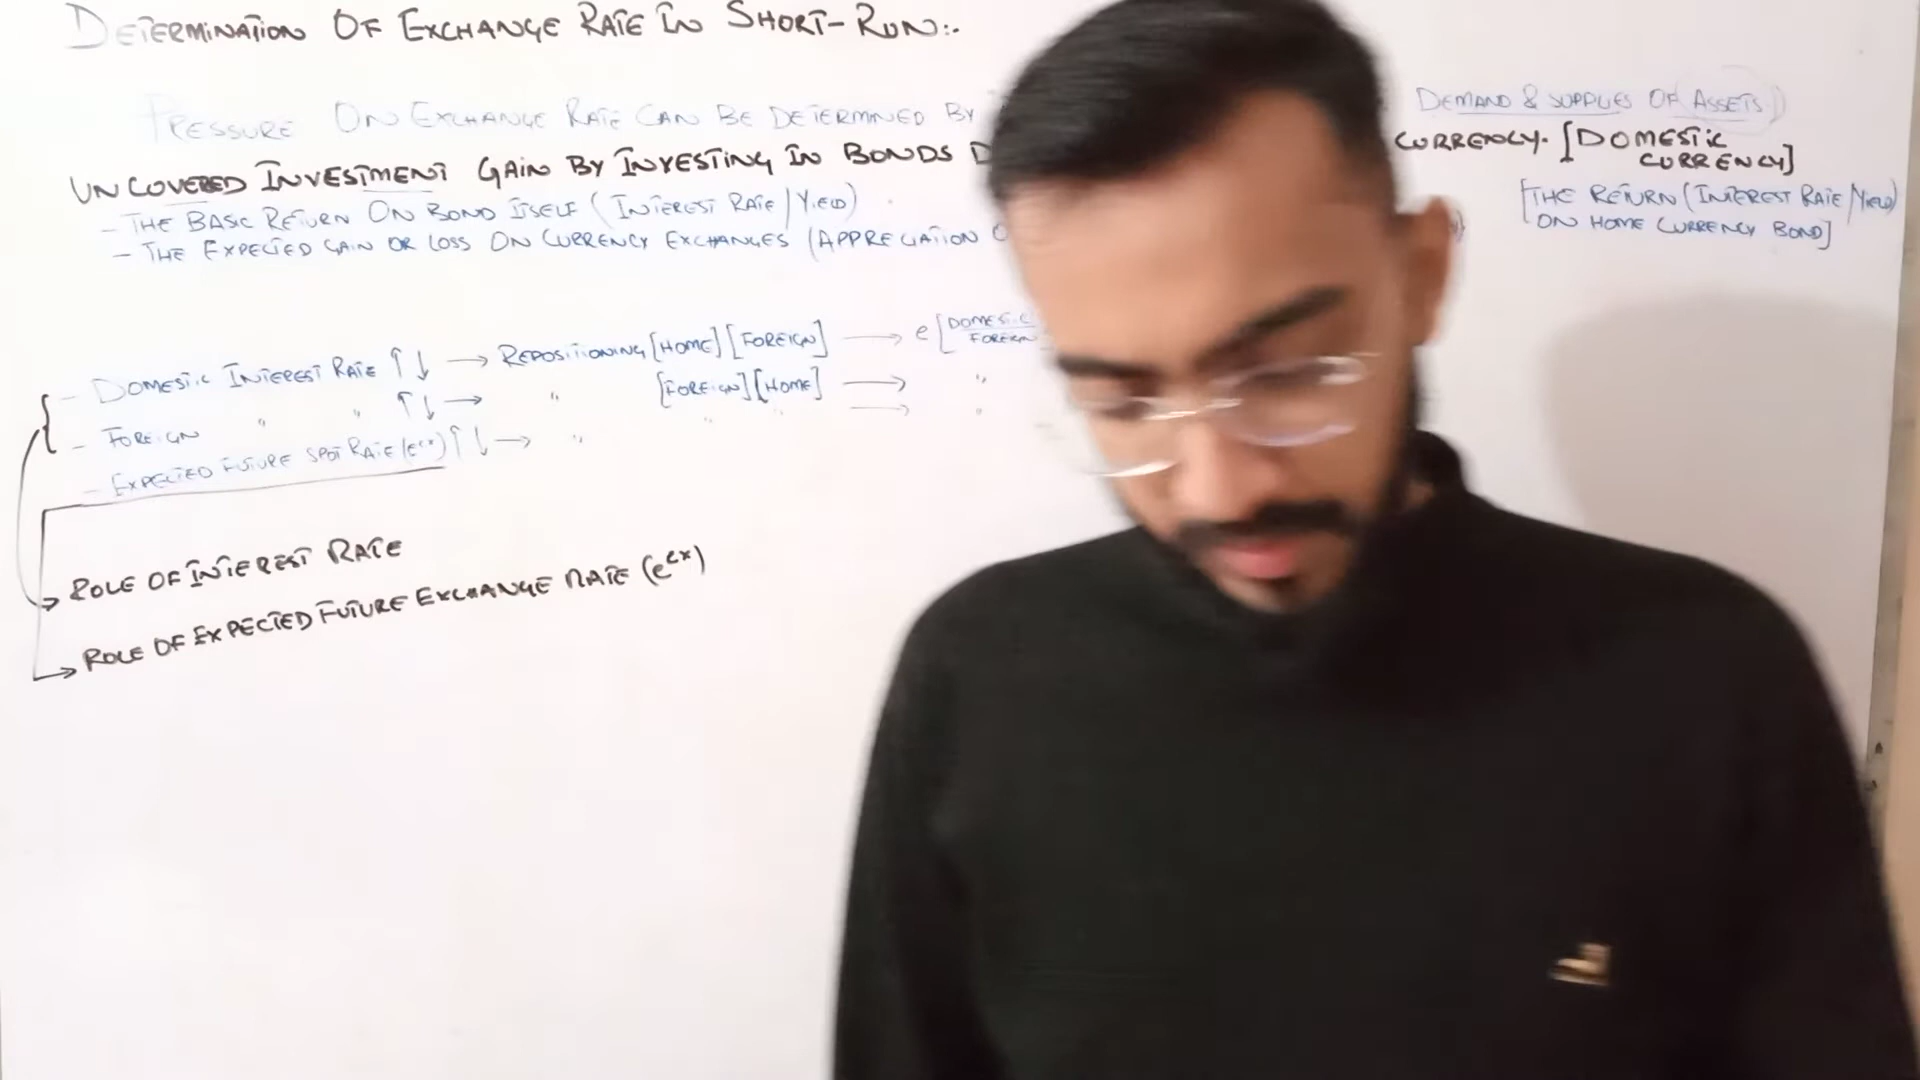 DETERMINATION OF EXCHANGE RATE IN SHORT-RUN:-
PRESSURE ON EXCHANGE RATE CAN BE DETERMINED BY DEMAND & SUPPLIES OF (ASSETS)
UNCOVERED INVESTMENT GAIN BY INVESTING IN BONDS D CURRENCY. [DOMESTIC CURRENCY]
- THE BASIC RETURN ON BOND ITSELF (INTEREST RATE/YIELD) [THE RETURN (INTEREST RATE/YIELD)
- THE EXPECTED GAIN OR LOSS ON CURRENCY EXCHANGES (APPRECIATION O ON HOME CURRENCY BOND]
- DOMESTIC INTEREST RATE ↑↓ → REPOSITIONING [HOME][FOREIGN] → e [DOMESTIC/FOREIGN
- FOREIGN " " ↑↓ → " [FOREIGN][HOME] → "
- EXPECTED FUTURE SPOT RATE (e^ex) ↑↓ → " " " → "
→ ROLE OF INTEREST RATE
→ ROLE OF EXPECTED FUTURE EXCHANGE RATE (e^ex)